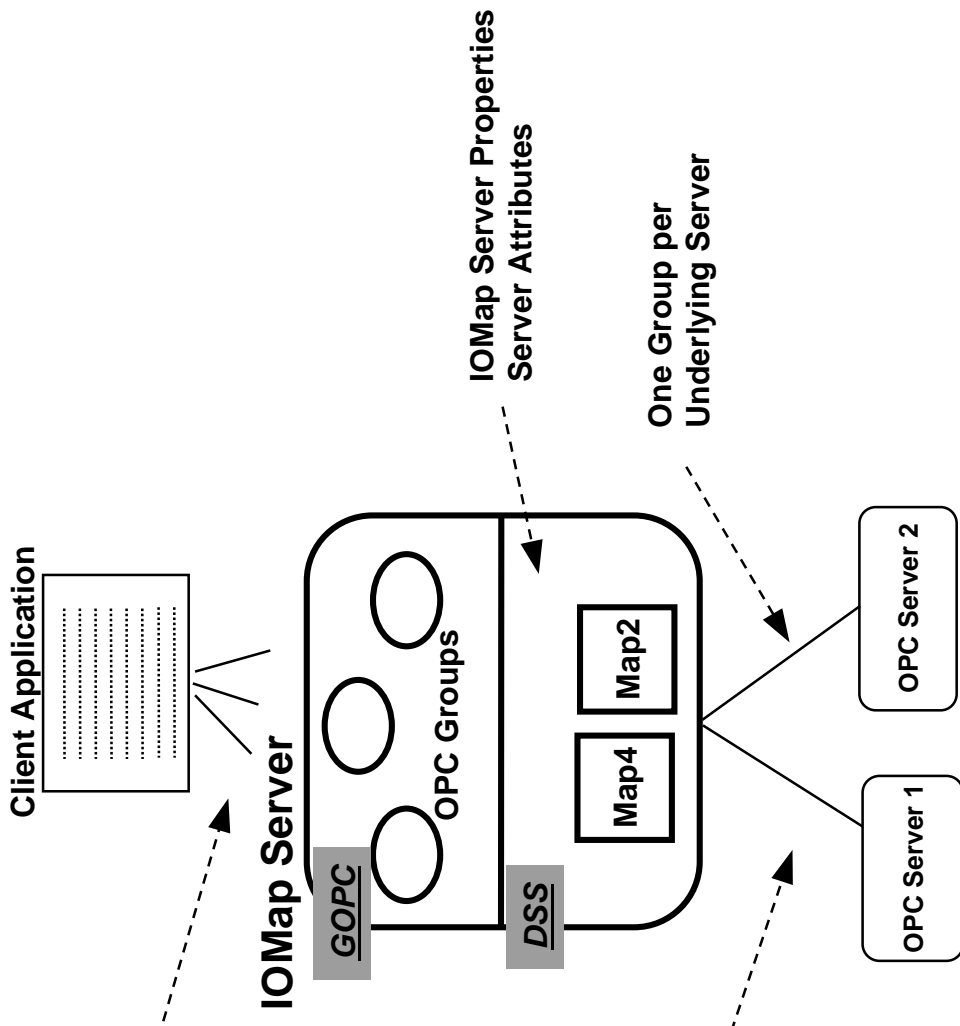 Client Application
IOMap Server
GOPC
OPC Groups
IOMap Server Properties
Server Attributes
DSS
Map4
Map2
One Group per
Underlying Server
OPC Server 1
OPC Server 2